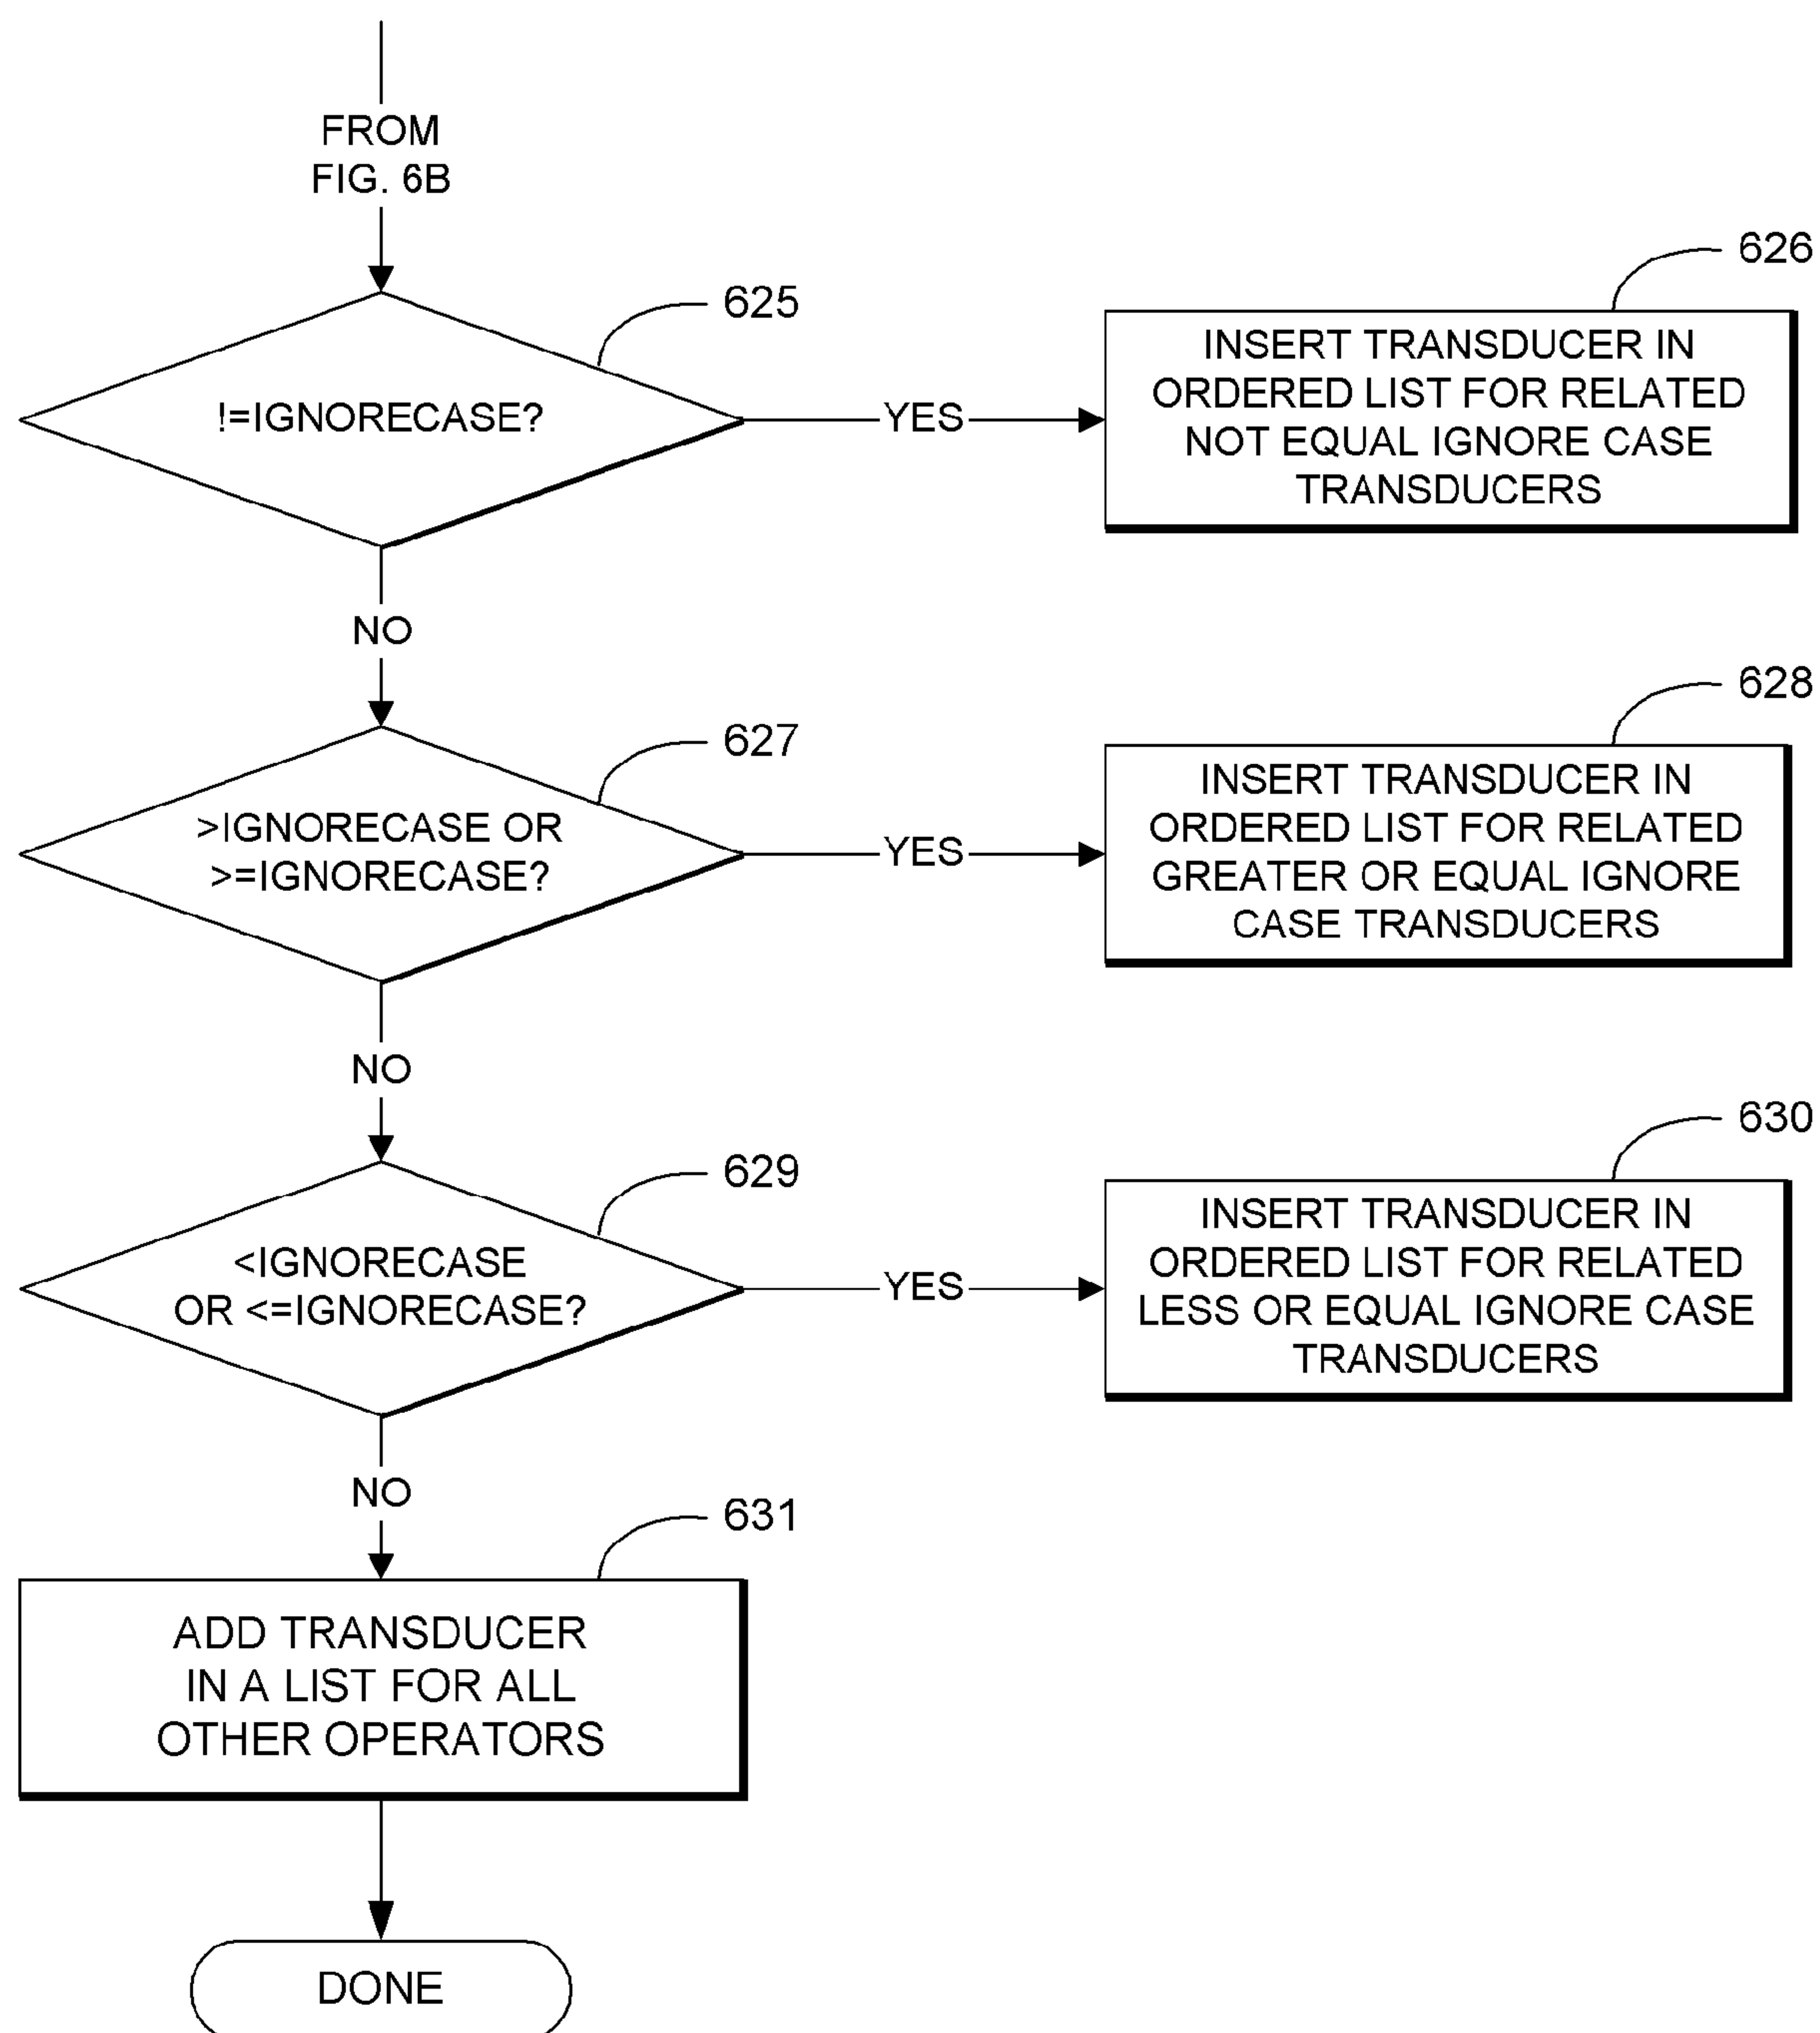 FROM
FIG. 6B
625
!=IGNORECASE?
YES
626
INSERT TRANSDUCER IN
ORDERED LIST FOR RELATED
NOT EQUAL IGNORE CASE
TRANSDUCERS
NO
627
>IGNORECASE OR
>=IGNORECASE?
YES
628
INSERT TRANSDUCER IN
ORDERED LIST FOR RELATED
GREATER OR EQUAL IGNORE
CASE TRANSDUCERS
NO
629
<IGNORECASE
OR <=IGNORECASE?
YES
630
INSERT TRANSDUCER IN
ORDERED LIST FOR RELATED
LESS OR EQUAL IGNORE CASE
TRANSDUCERS
NO
631
ADD TRANSDUCER
IN A LIST FOR ALL
OTHER OPERATORS
DONE